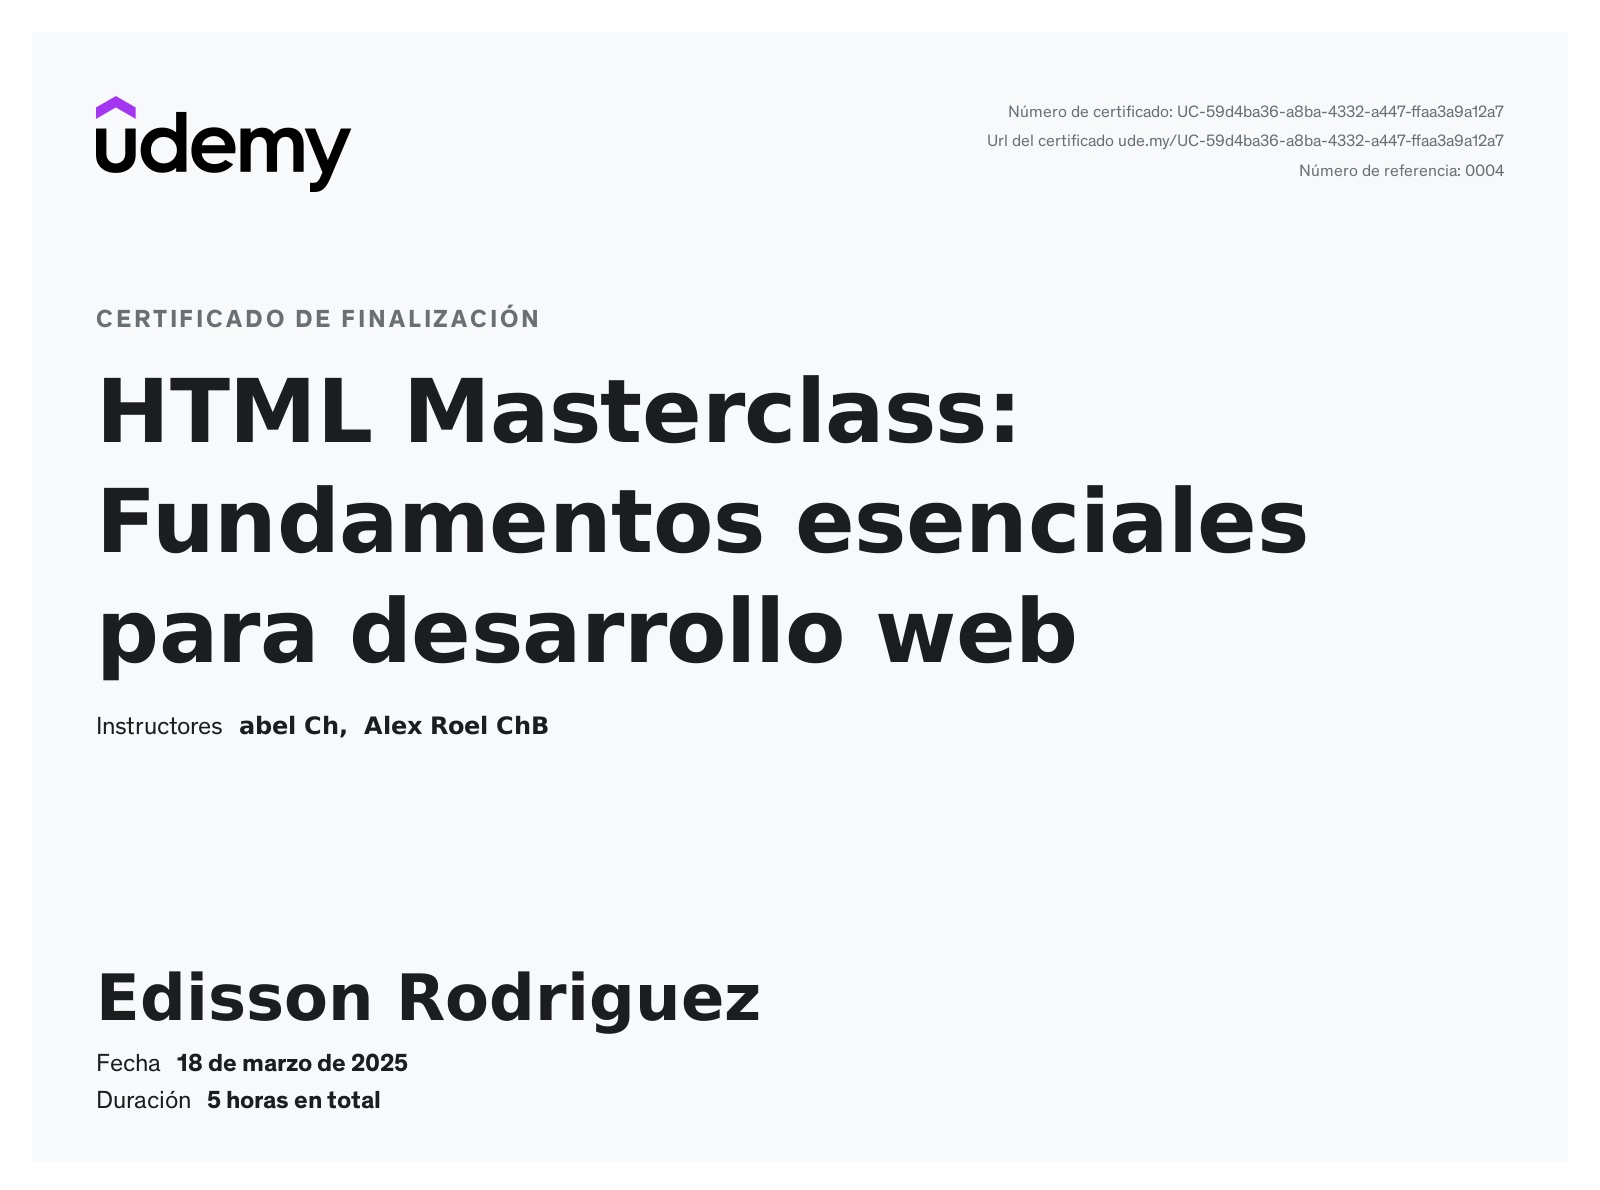 udemy
Número de certificado: UC-59d4ba36-a8ba-4332-a447-ffaa3a9a12a7
Url del certificado ude.my/UC-59d4ba36-a8ba-4332-a447-ffaa3a9a12a7
Número de referencia: 0004
CERTIFICADO DE FINALIZACIÓN
HTML Masterclass:
Fundamentos esenciales
para desarrollo web
Instructores abel Ch, Alex Roel ChB
Edisson Rodriguez
Fecha 18 de marzo de 2025
Duración 5 horas en total